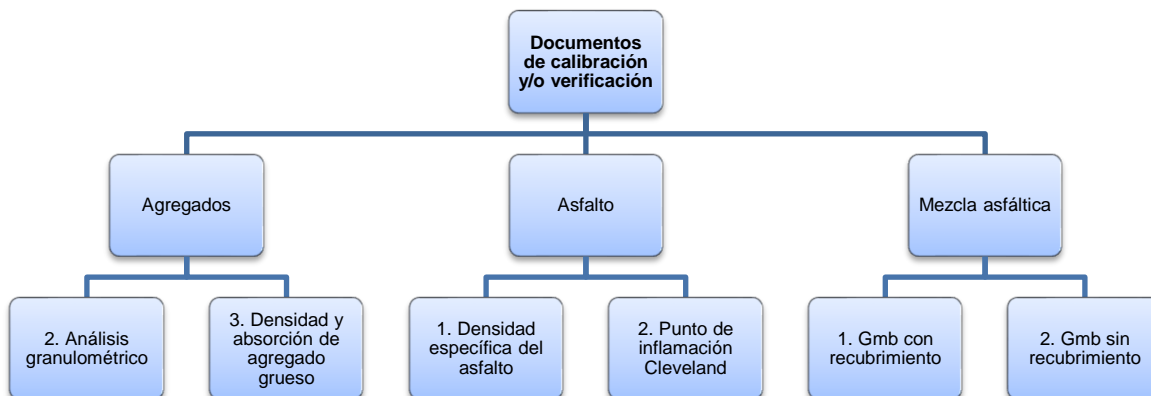 Documentos
de calibración
y/o verificación
Agregados
Asfalto
Mezcla asfáltica
2. Análisis
granulométrico
3. Densidad y
absorción de
agregado
grueso
1. Densidad
específica del
asfalto
2. Punto de
inflamación
Cleveland
1. Gmb con
recubrimiento
2. Gmb sin
recubrimiento